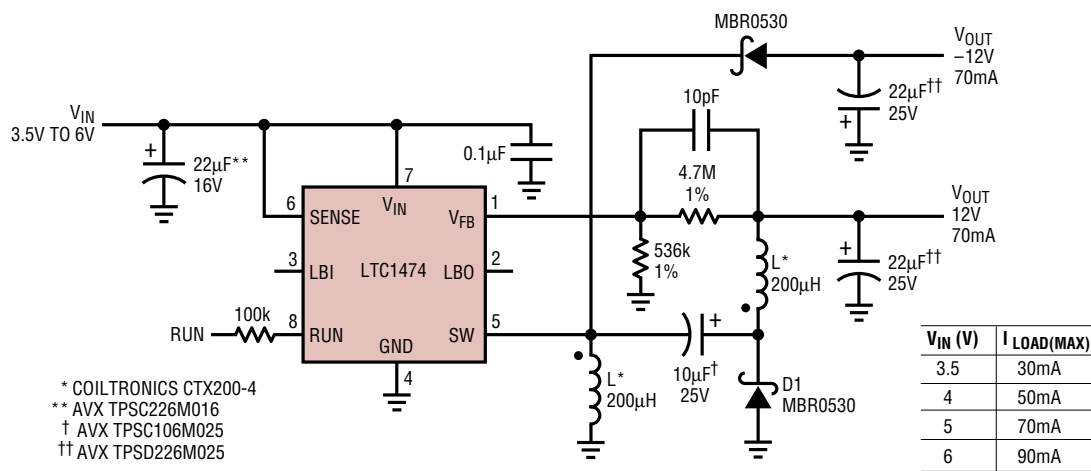 MBR0530
VOUT
–12V
70mA
22µF††
25V
+
10pF
VIN
3.5V TO 6V
+
22µF**
16V
0.1µF
4.7M
1%
7
6
SENSE
VIN
VFB
1
VOUT
12V
70mA
536k
1%
L*
200µH
+
22µF††
25V
3
LBI
LTC1474
LBO
2
RUN
100k
8
RUN
GND
SW
5
4
+
10µF†
25V
L*
200µH
D1
MBR0530
VIN (V) I LOAD(MAX)
3.5 30mA
4 50mA
5 70mA
6 90mA
* COILTRONICS CTX200-4
** AVX TPSC226M016
† AVX TPSC106M025
†† AVX TPSD226M025